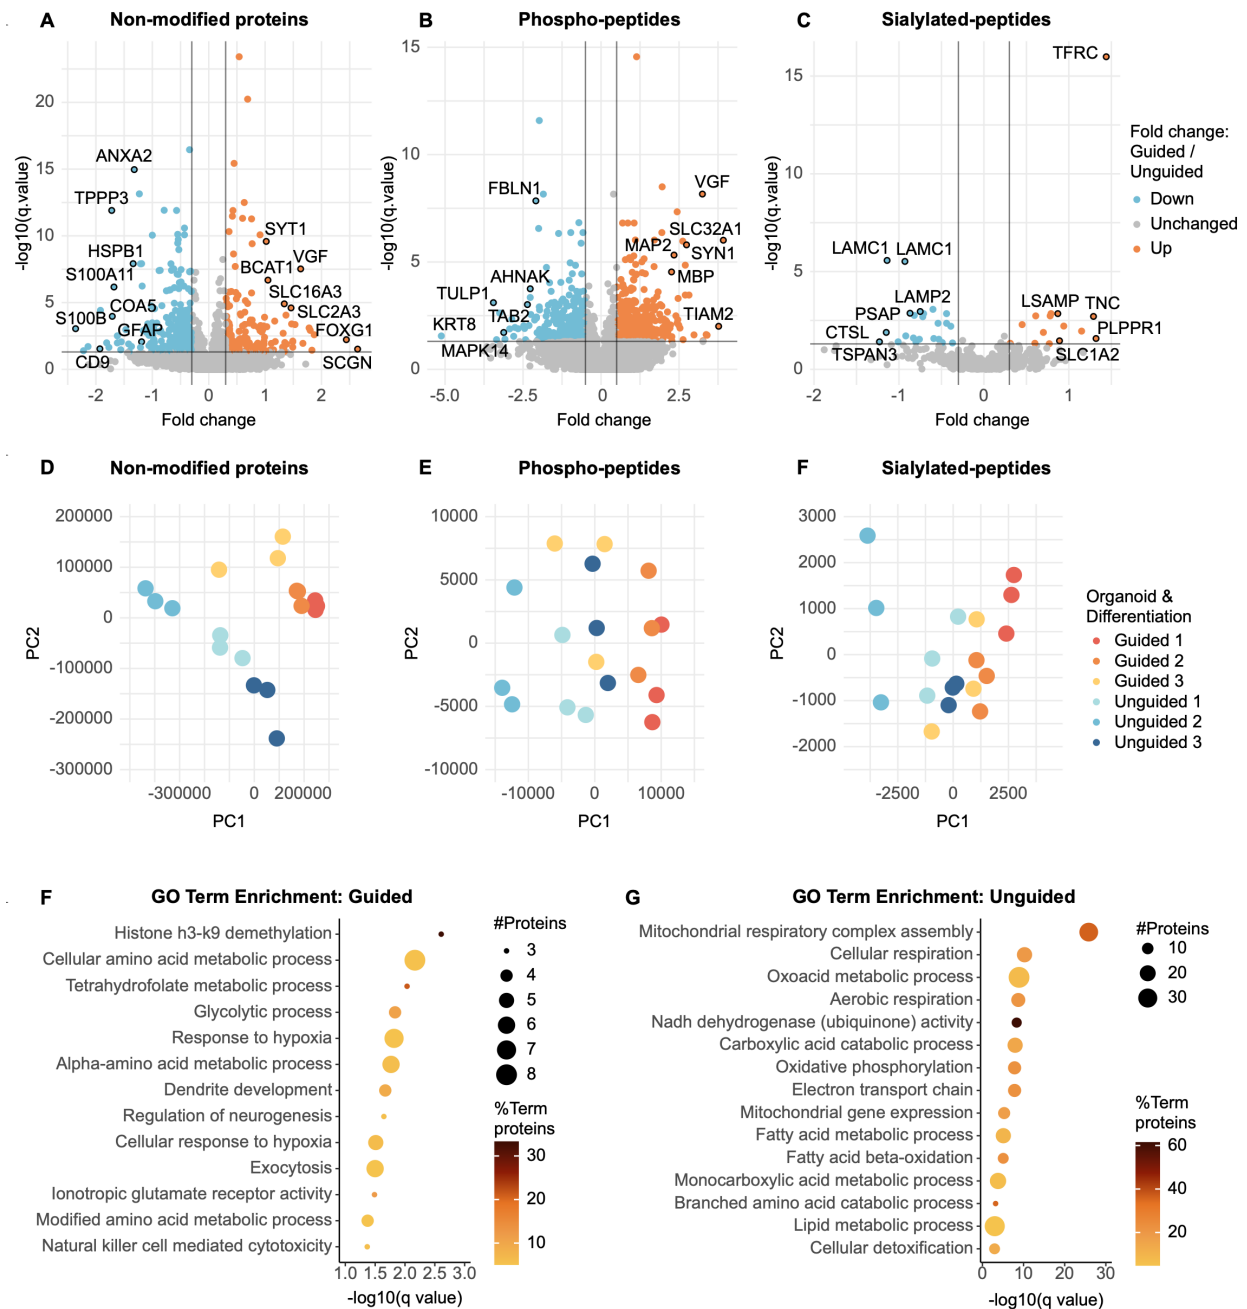 A Non-modified proteins
-log10(q.value)
20
15
10
5
0
ANXA2
TPPP3
SYT1
HSPB1
VGF
S100A11
BCAT1
SLC16A3
COA5
SLC2A3
S100B
GFAP
FOXG1
CD9
SCGN
-2 -1 0 1 2
Fold change
B Phospho-peptides
-log10(q.value)
15
10
5
0
FBLN1
VGF
SLC32A1
MAP2
SYN1
AHNAK
MBP
TULP1
TAB2
TIAM2
KRT8
MAPK14
-5.0 -2.5 0 2.5
Fold change
C Sialylated-peptides
-log10(q.value)
15
10
5
0
TFRC
LAMC1 LAMC1
LAMP2
LSAMP TNC
PSAP
CTSL
PLPPR1
TSPAN3
SLC1A2
-2 -1 0 1
Fold change
Fold change:
Guided /
Unguided
Down
Unchanged
Up
D Non-modified proteins
PC2
200000
100000
0
-100000
-200000
-300000
-300000 0 200000
PC1
E Phospho-peptides
PC2
10000
5000
0
-5000
-10000
-10000 0 10000
PC1
F Sialylated-peptides
PC2
3000
2000
1000
0
-1000
-2000
-2500 0 2500
PC1
Organoid &
Differentiation
Guided 1
Guided 2
Guided 3
Unguided 1
Unguided 2
Unguided 3
F GO Term Enrichment: Guided
Histone h3-k9 demethylation
Cellular amino acid metabolic process
Tetrahydrofolate metabolic process
Glycolytic process
Response to hypoxia
Alpha-amino acid metabolic process
Dendrite development
Regulation of neurogenesis
Cellular response to hypoxia
Exocytosis
Ionotropic glutamate receptor activity
Modified amino acid metabolic process
Natural killer cell mediated cytotoxicity
1.0 1.5 2.0 2.5 3.0
-log10(q value)
#Proteins
3
4
5
6
7
8
%Term
proteins
30
20
10
G GO Term Enrichment: Unguided
Mitochondrial respiratory complex assembly
Cellular respiration
Oxoacid metabolic process
Aerobic respiration
Nadh dehydrogenase (ubiquinone) activity
Carboxylic acid catabolic process
Oxidative phosphorylation
Electron transport chain
Mitochondrial gene expression
Fatty acid metabolic process
Fatty acid beta-oxidation
Monocarboxylic acid metabolic process
Branched amino acid catabolic process
Lipid metabolic process
Cellular detoxification
0 10 20 30
-log10(q value)
#Proteins
10
20
30
%Term
proteins
60
40
20